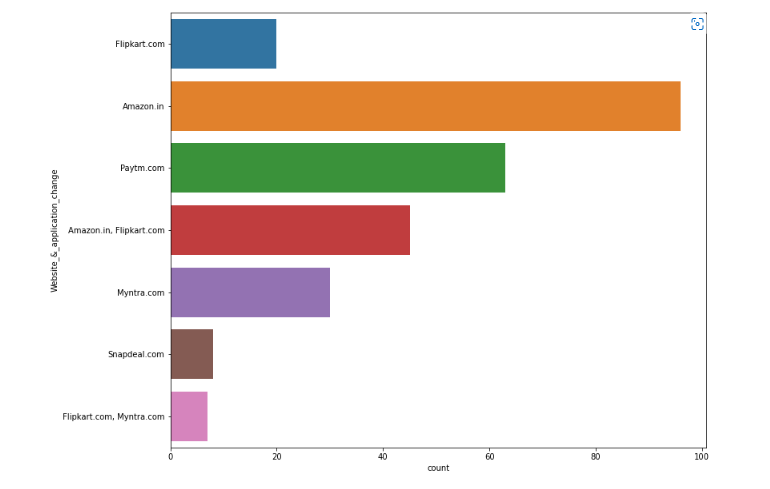 Flipkart.com
Amazon.in
Paytm.com
Website_&_application_change
Amazon.in, Flipkart.com
Myntra.com
Snapdeal.com
Flipkart.com, Myntra.com
0 20 40 60 80 100
count